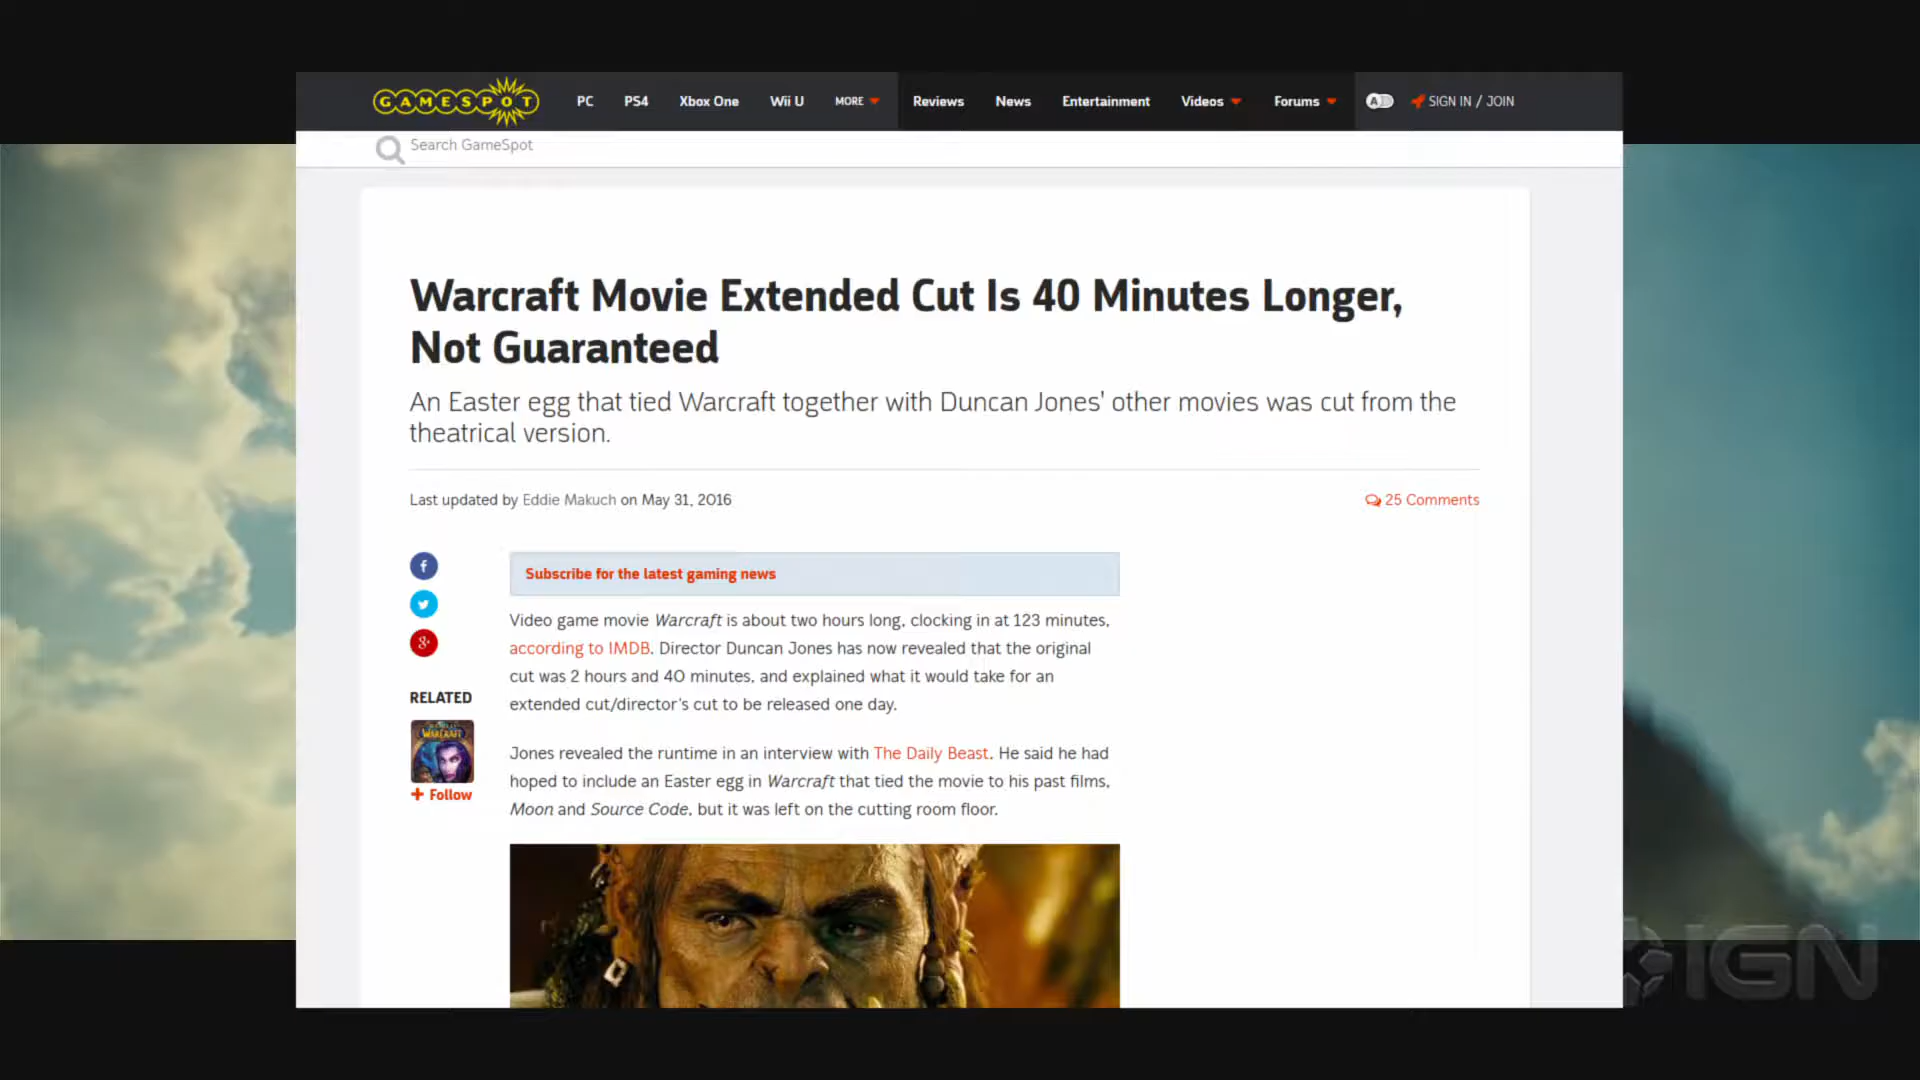 GAMESPOT PC PS4 Xbox One Wii U MORE Reviews News Entertainment Videos Forums SIGN IN / JOIN
Search GameSpot
Warcraft Movie Extended Cut Is 40 Minutes Longer,
Not Guaranteed
An Easter egg that tied Warcraft together with Duncan Jones' other movies was cut from the
theatrical version.
Last updated by Eddie Makuch on May 31, 2016
25 Comments
f
g+
RELATED
WARCRAFT
+ Follow
Subscribe for the latest gaming news
Video game movie Warcraft is about two hours long, clocking in at 123 minutes,
according to IMDB. Director Duncan Jones has now revealed that the original
cut was 2 hours and 40 minutes, and explained what it would take for an
extended cut/director's cut to be released one day.
Jones revealed the runtime in an interview with The Daily Beast. He said he had
hoped to include an Easter egg in Warcraft that tied the movie to his past films,
Moon and Source Code, but it was left on the cutting room floor.
IGN